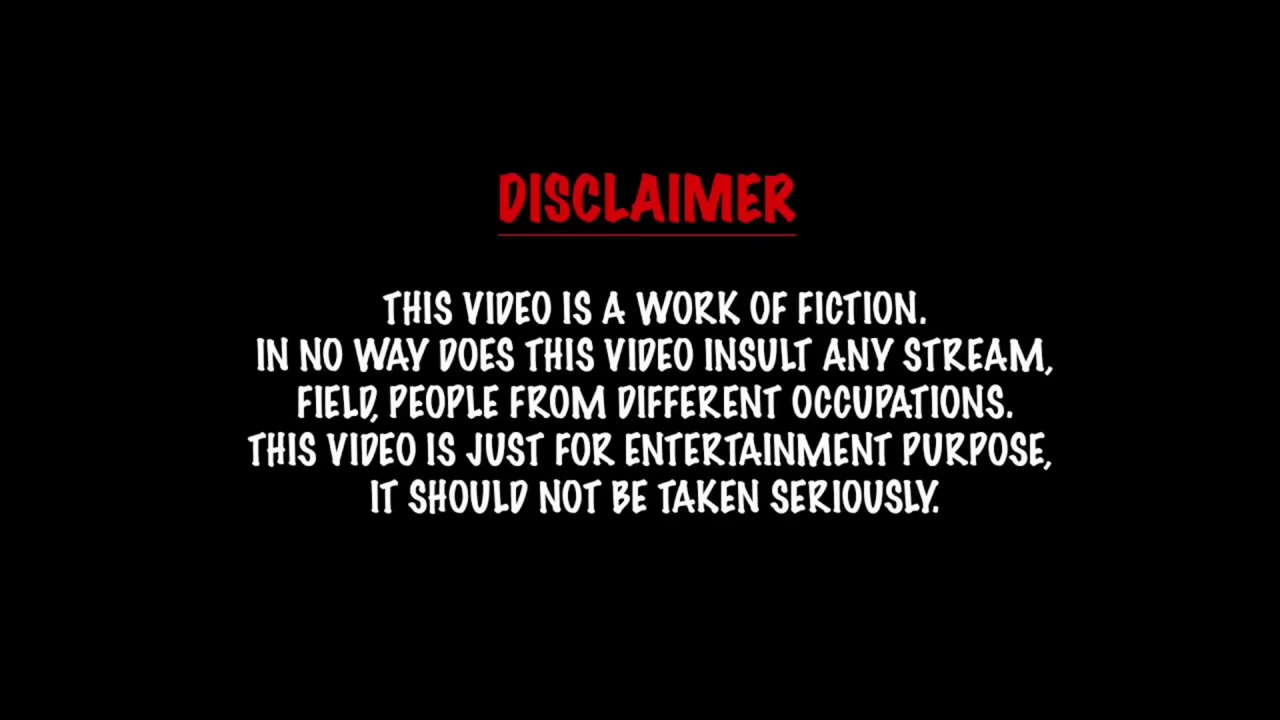 DISCLAIMER
THIS VIDEO IS A WORK OF FICTION.
IN NO WAY DOES THIS VIDEO INSULT ANY STREAM,
FIELD, PEOPLE FROM DIFFERENT OCCUPATIONS.
THIS VIDEO IS JUST FOR ENTERTAINMENT PURPOSE,
IT SHOULD NOT BE TAKEN SERIOUSLY.